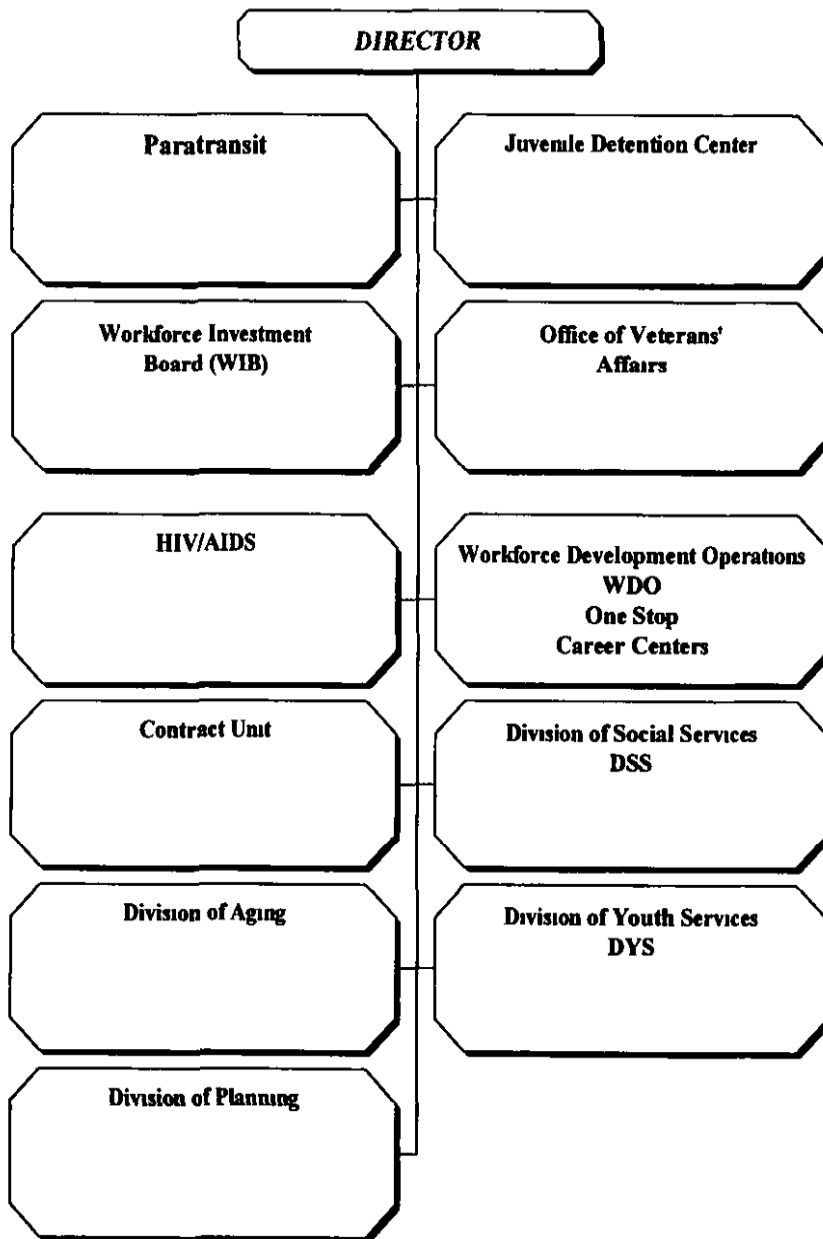 DIRECTOR
Paratransit
Juvenile Detention Center
Workforce Investment
Board (WIB)
Office of Veterans'
Affairs
HIV/AIDS
Workforce Development Operations
WDO
One Stop
Career Centers
Contract Unit
Division of Social Services
DSS
Division of Aging
Division of Youth Services
DYS
Division of Planning